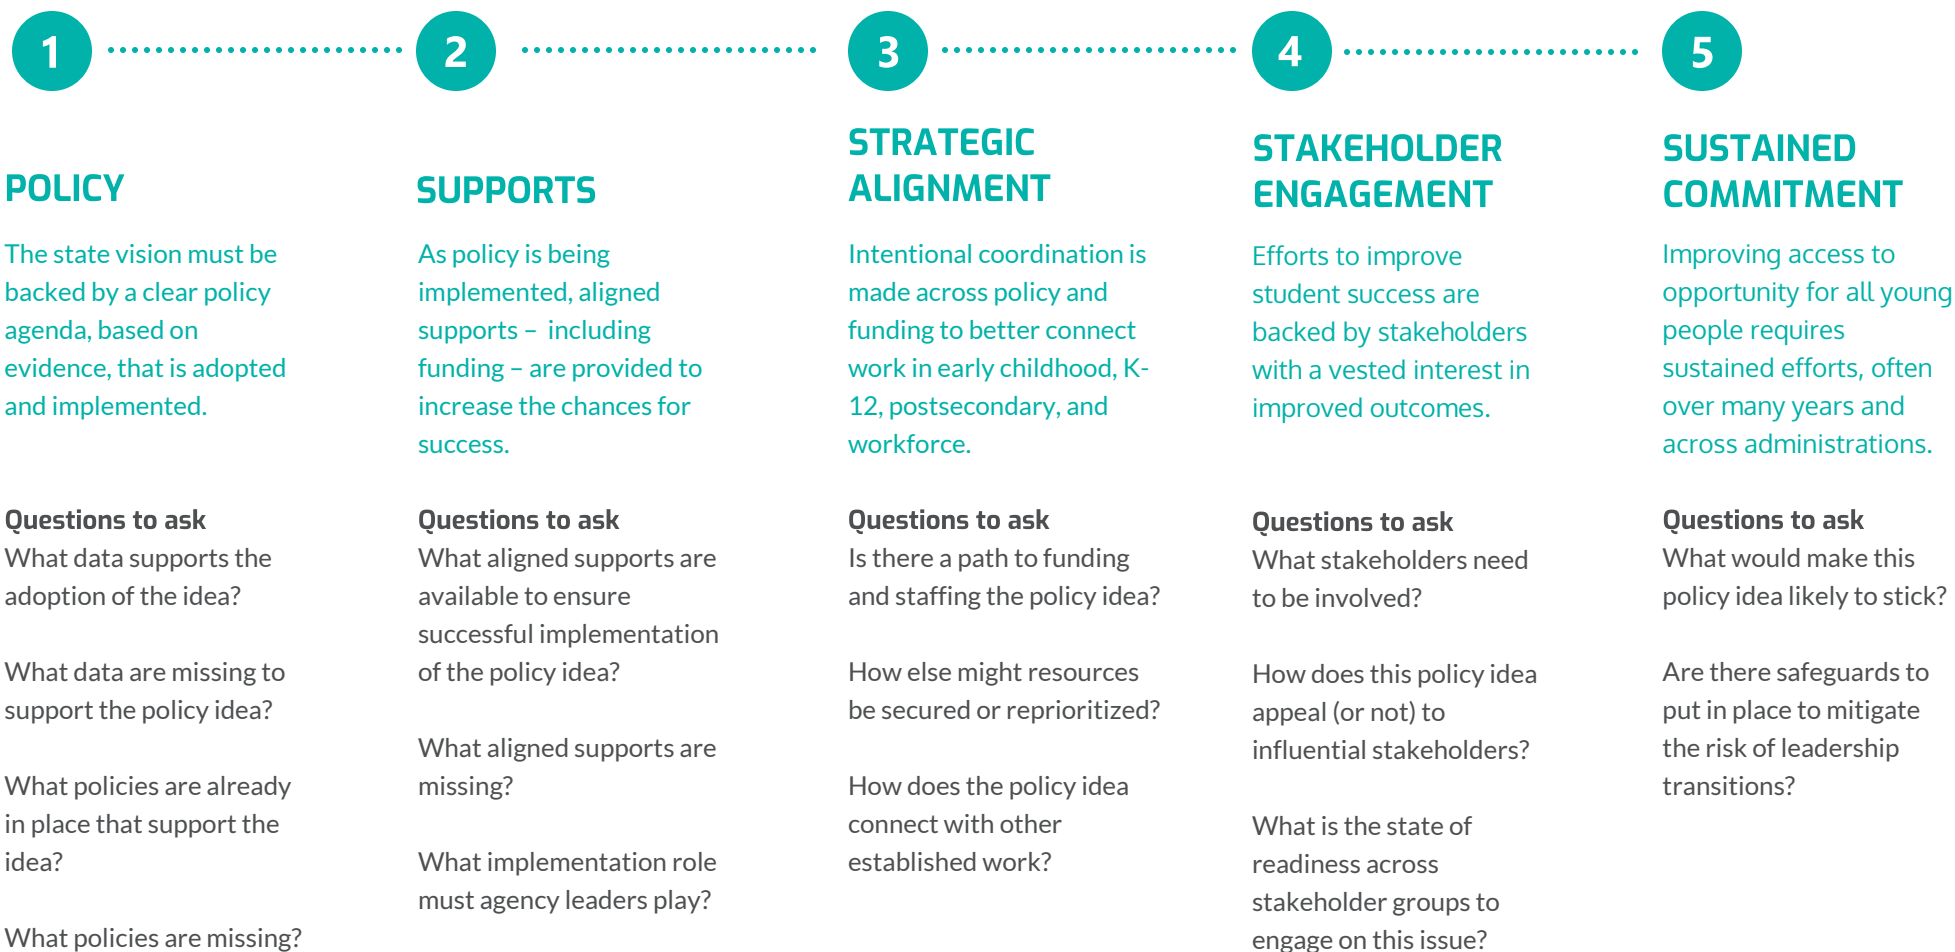 1
2
3
4
5
POLICY
The state vision must be
backed by a clear policy
agenda, based on
evidence, that is adopted
and implemented.
Questions to ask
What data supports the
adoption of the idea?
What data are missing to
support the policy idea?
What policies are already
in place that support the
idea?
What policies are missing?
SUPPORTS
As policy is being
implemented, aligned
supports – including
funding – are provided to
increase the chances for
success.
Questions to ask
What aligned supports are
available to ensure
successful implementation
of the policy idea?
What aligned supports are
missing?
What implementation role
must agency leaders play?
STRATEGIC
ALIGNMENT
Intentional coordination is
made across policy and
funding to better connect
work in early childhood, K-
12, postsecondary, and
workforce.
Questions to ask
Is there a path to funding
and staffing the policy idea?
How else might resources
be secured or reprioritized?
How does the policy idea
connect with other
established work?
STAKEHOLDER
ENGAGEMENT
Efforts to improve
student success are
backed by stakeholders
with a vested interest in
improved outcomes.
Questions to ask
What stakeholders need
to be involved?
How does this policy idea
appeal (or not) to
influential stakeholders?
What is the state of
readiness across
stakeholder groups to
engage on this issue?
SUSTAINED
COMMITMENT
Improving access to
opportunity for all young
people requires
sustained efforts, often
over many years and
across administrations.
Questions to ask
What would make this
policy idea likely to stick?
Are there safeguards to
put in place to mitigate
the risk of leadership
transitions?